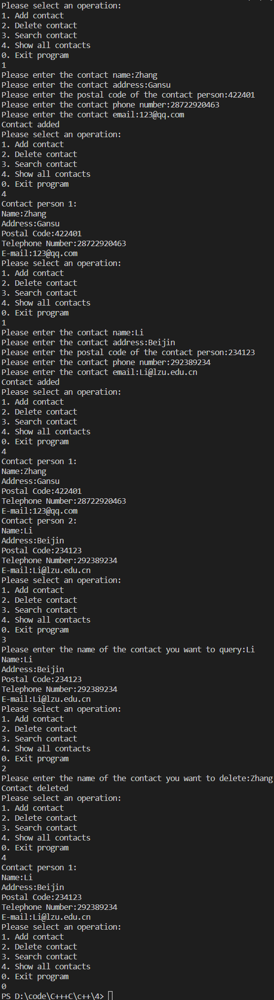 Please select an operation:
1. Add contact
2. Delete contact
3. Search contact
4. Show all contacts
0. Exit program
1
Please enter the contact name:Zhang
Please enter the contact address:Gansu
Please enter the postal code of the contact person:422401
Please enter the contact phone number:28722920463
Please enter the contact email:123@qq.com
Contact added
Please select an operation:
1. Add contact
2. Delete contact
3. Search contact
4. Show all contacts
0. Exit program
4
Contact person 1:
Name:Zhang
Address:Gansu
Postal Code:422401
Telephone Number:28722920463
E-mail:123@qq.com
Please select an operation:
1. Add contact
2. Delete contact
3. Search contact
4. Show all contacts
0. Exit program
1
Please enter the contact name:Li
Please enter the contact address:Beijin
Please enter the postal code of the contact person:234123
Please enter the contact phone number:292389234
Please enter the contact email:Li@lzu.edu.cn
Contact added
Please select an operation:
1. Add contact
2. Delete contact
3. Search contact
4. Show all contacts
0. Exit program
4
Contact person 1:
Name:Zhang
Address:Gansu
Postal Code:422401
Telephone Number:28722920463
E-mail:123@qq.com
Contact person 2:
Name:Li
Address:Beijin
Postal Code:234123
Telephone Number:292389234
E-mail:Li@lzu.edu.cn
Please select an operation:
1. Add contact
2. Delete contact
3. Search contact
4. Show all contacts
0. Exit program
3
Please enter the name of the contact you want to query:Li
Name:Li
Address:Beijin
Postal Code:234123
Telephone Number:292389234
E-mail:Li@lzu.edu.cn
Please select an operation:
1. Add contact
2. Delete contact
3. Search contact
4. Show all contacts
0. Exit program
2
Please enter the name of the contact you want to delete:Zhang
Contact deleted
Please select an operation:
1. Add contact
2. Delete contact
3. Search contact
4. Show all contacts
0. Exit program
4
Contact person 1:
Name:Li
Address:Beijin
Postal Code:234123
Telephone Number:292389234
E-mail:Li@lzu.edu.cn
Please select an operation:
1. Add contact
2. Delete contact
3. Search contact
4. Show all contacts
0. Exit program
0
PS D:\code\C+++C\c++\4>